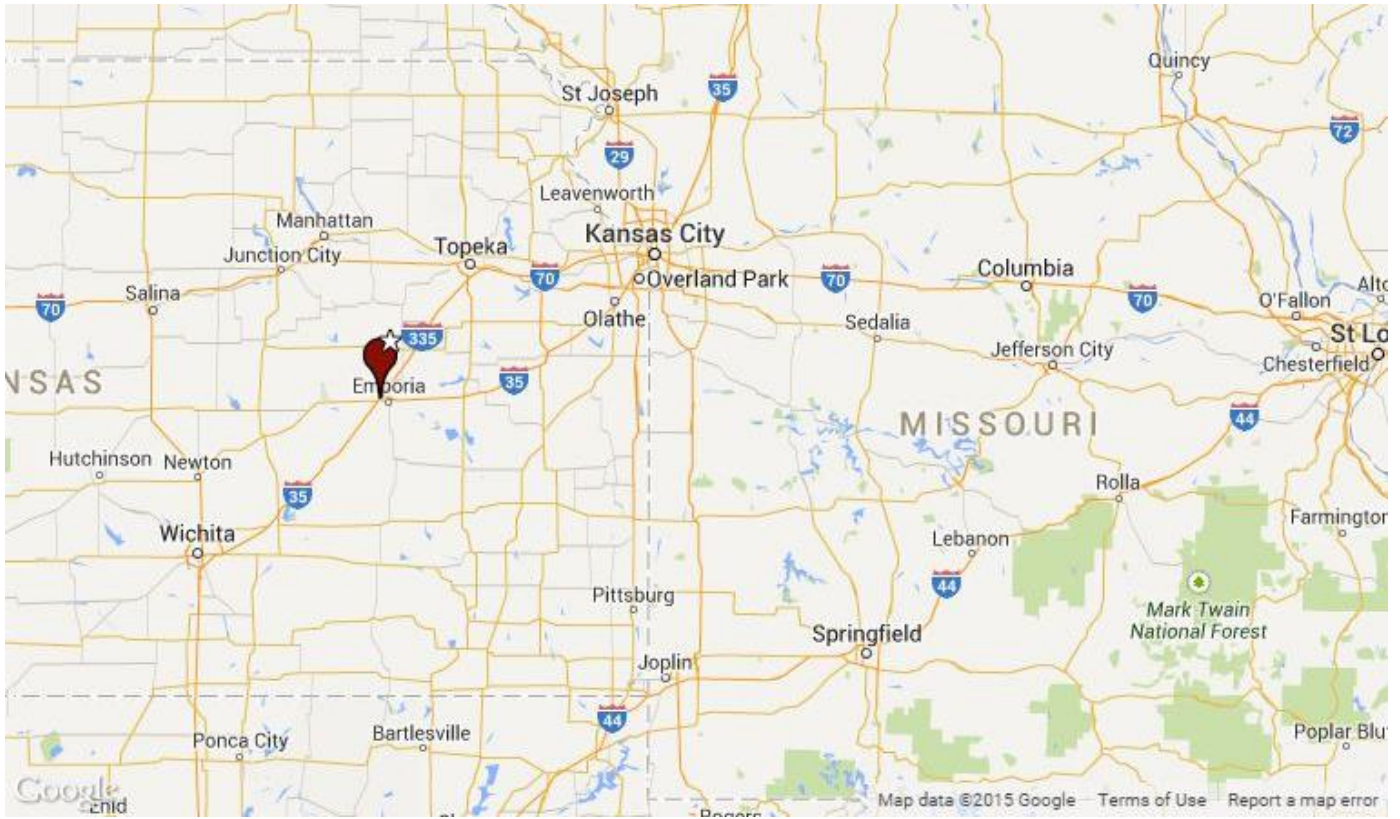 Quincy
St Joseph
35
72
29
Leavenworth
Manhattan
Kansas City
Topeka
Junction City
70
Overland Park
70
Columbia
Salina
70
70
O'Fallon
Olathe
Sedalia
335
Jefferson City
St Lo
Chesterfield
NSAS
Emporia
35
44
MISSOURI
Hutchinson
Newton
35
Rolla
Wichita
Farmington
Lebanon
44
Pittsburg
Mark Twain
National Forest
Springfield
Joplin
44
Bartlesville
Ponca City
Google
Enid
Map data ©2015 Google
Terms of Use
Report a map error